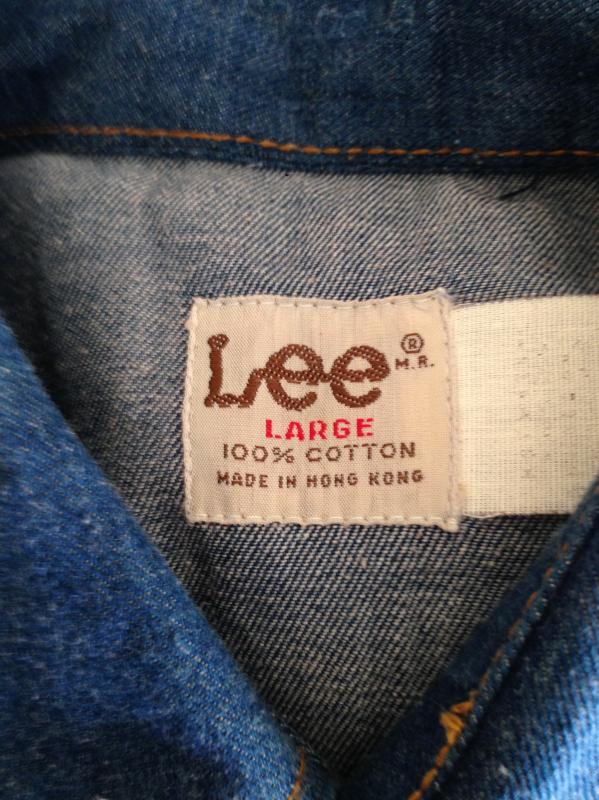 Lee ® M.R.
LARGE
100% COTTON
MADE IN HONG KONG